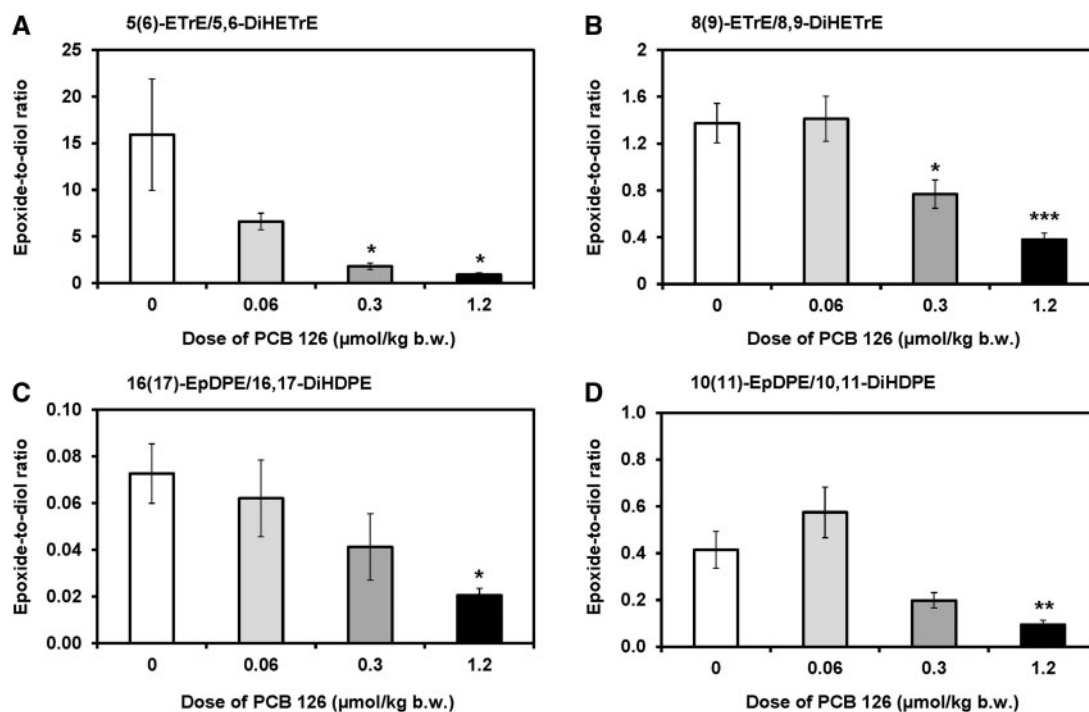 A
5(6)-ETrE/5,6-DiHETrE
Epoxide-to-diol ratio
25
20
15
10
5
0
*
*
0 0.06 0.3 1.2
Dose of PCB 126 (µmol/kg b.w.)
B
8(9)-ETrE/8,9-DiHETrE
Epoxide-to-diol ratio
2
1.6
1.2
0.8
0.4
0
*
***
0 0.06 0.3 1.2
Dose of PCB 126 (µmol/kg b.w.)
C
16(17)-EpDPE/16,17-DiHDPE
Epoxide-to-diol ratio
0.10
0.08
0.06
0.04
0.02
0.00
*
0 0.06 0.3 1.2
Dose of PCB 126 (µmol/kg b.w.)
D
10(11)-EpDPE/10,11-DiHDPE
Epoxide-to-diol ratio
1.0
0.8
0.6
0.4
0.2
0.0
**
0 0.06 0.3 1.2
Dose of PCB 126 (µmol/kg b.w.)